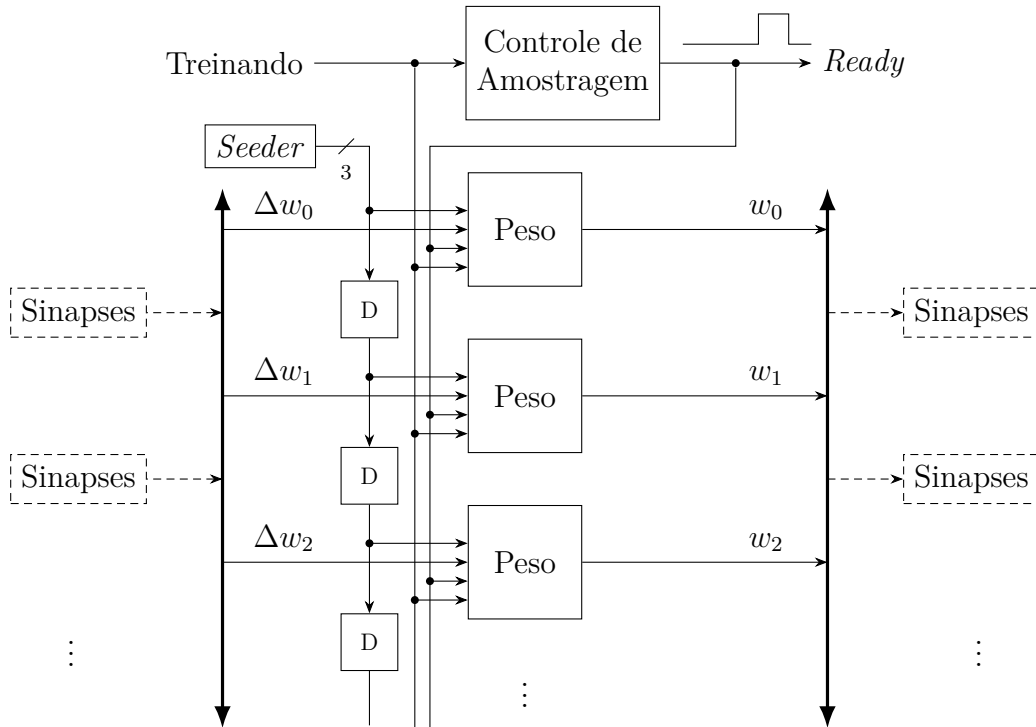 Treinando
Controle de
Amostragem
Ready
Seeder
3
Δw₀
Peso
w₀
D
Sinapses
Sinapses
Δw₁
Peso
w₁
D
Sinapses
Sinapses
Δw₂
Peso
w₂
D
⋮
⋮
⋮